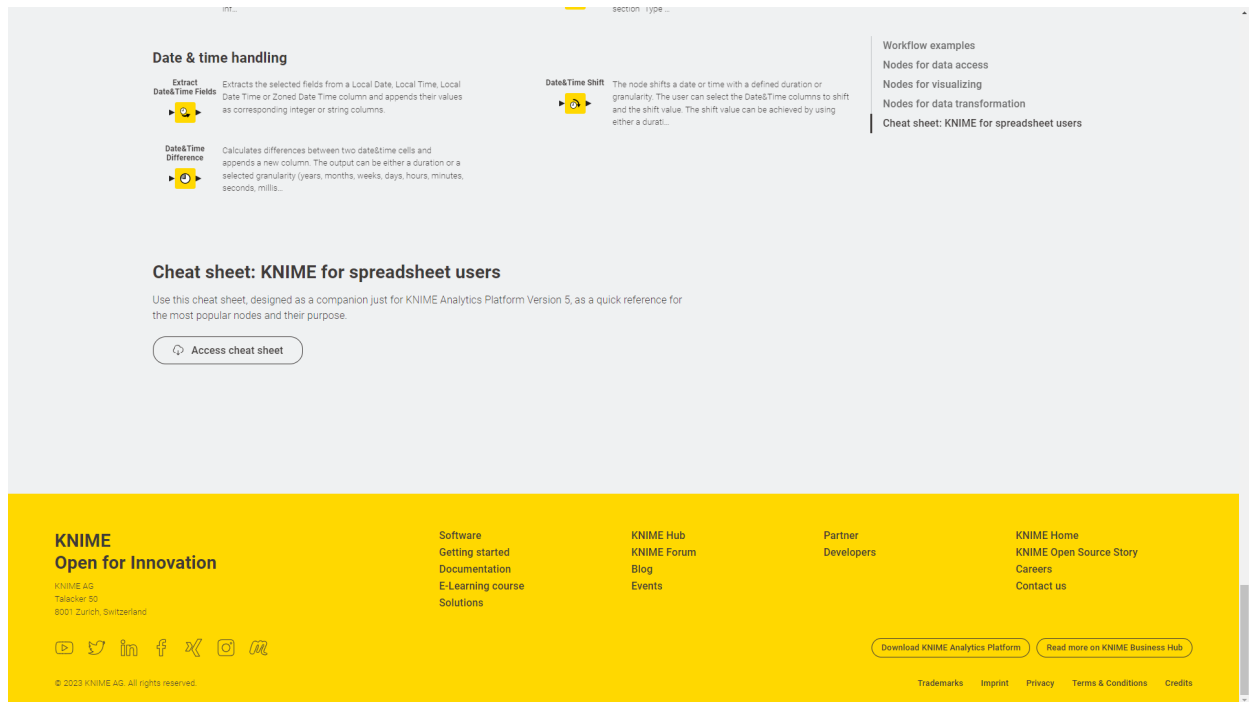 inf...
section "Type ...
Date & time handling
Extract
Date&Time Fields
Extracts the selected fields from a Local Date, Local Time, Local
Date Time or Zoned Date Time column and appends their values
as corresponding integer or string columns.
Date&Time Shift
The node shifts a date or time with a defined duration or
granularity. The user can select the Date&Time columns to shift
and the shift value. The shift value can be achieved by using
either a durati...
Date&Time
Difference
Calculates differences between two date&time cells and
appends a new column. The output can be either a duration or a
selected granularity (years, months, weeks, days, hours, minutes,
seconds, millis...
Workflow examples
Nodes for data access
Nodes for visualizing
Nodes for data transformation
Cheat sheet: KNIME for spreadsheet users
Cheat sheet: KNIME for spreadsheet users
Use this cheat sheet, designed as a companion just for KNIME Analytics Platform Version 5, as a quick reference for
the most popular nodes and their purpose.
Access cheat sheet
KNIME
Open for Innovation
KNIME AG
Talacker 50
8001 Zurich, Switzerland
Software
Getting started
Documentation
E-Learning course
Solutions
KNIME Hub
KNIME Forum
Blog
Events
Partner
Developers
KNIME Home
KNIME Open Source Story
Careers
Contact us
Download KNIME Analytics Platform
Read more on KNIME Business Hub
© 2023 KNIME AG. All rights reserved.
Trademarks Imprint Privacy Terms & Conditions Credits